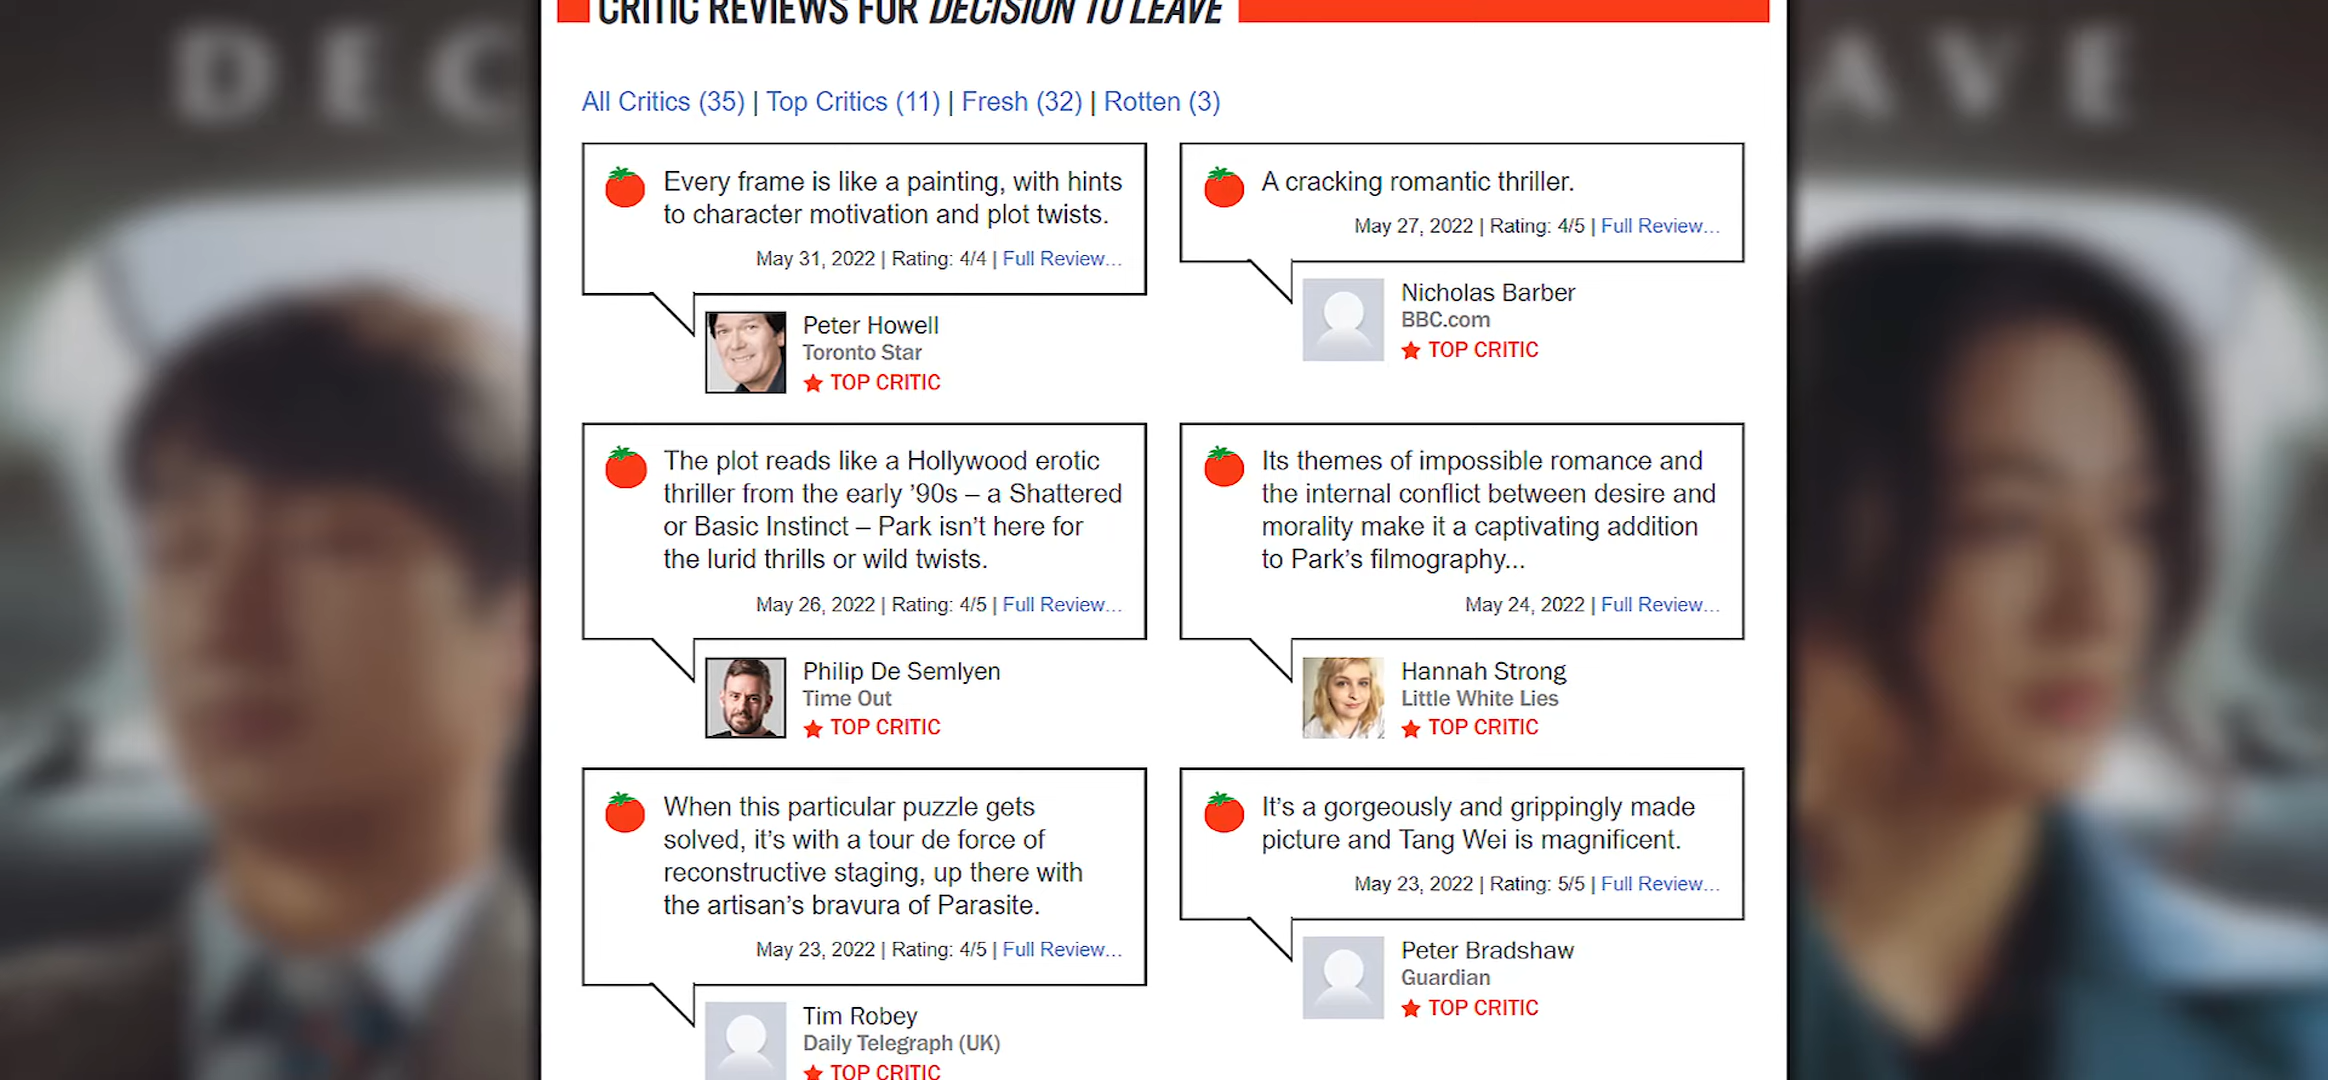 DEC
AVE
CRITIC REVIEWS FOR DECISION TO LEAVE
All Critics (35) | Top Critics (11) | Fresh (32) | Rotten (3)
Every frame is like a painting, with hints
to character motivation and plot twists.
May 31, 2022 | Rating: 4/4 | Full Review...
Peter Howell
Toronto Star
TOP CRITIC
A cracking romantic thriller.
May 27, 2022 | Rating: 4/5 | Full Review...
Nicholas Barber
BBC.com
TOP CRITIC
The plot reads like a Hollywood erotic
thriller from the early ’90s – a Shattered
or Basic Instinct – Park isn’t here for
the lurid thrills or wild twists.
May 26, 2022 | Rating: 4/5 | Full Review...
Philip De Semlyen
Time Out
TOP CRITIC
Its themes of impossible romance and
the internal conflict between desire and
morality make it a captivating addition
to Park’s filmography...
May 24, 2022 | Full Review...
Hannah Strong
Little White Lies
TOP CRITIC
When this particular puzzle gets
solved, it’s with a tour de force of
reconstructive staging, up there with
the artisan’s bravura of Parasite.
May 23, 2022 | Rating: 4/5 | Full Review...
Tim Robey
Daily Telegraph (UK)
TOP CRITIC
It’s a gorgeously and grippingly made
picture and Tang Wei is magnificent.
May 23, 2022 | Rating: 5/5 | Full Review...
Peter Bradshaw
Guardian
TOP CRITIC